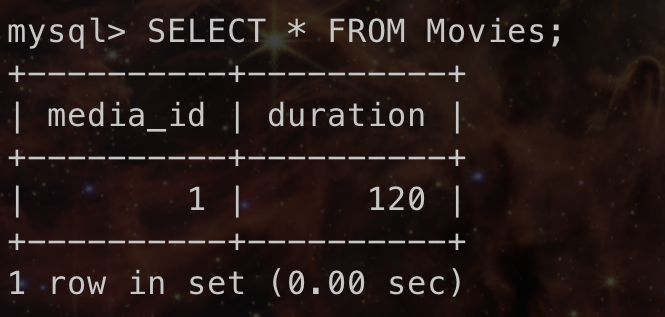 mysql> SELECT * FROM Movies;
+----------+----------+
| media_id | duration |
+----------+----------+
|        1 |      120 |
+----------+----------+
1 row in set (0.00 sec)